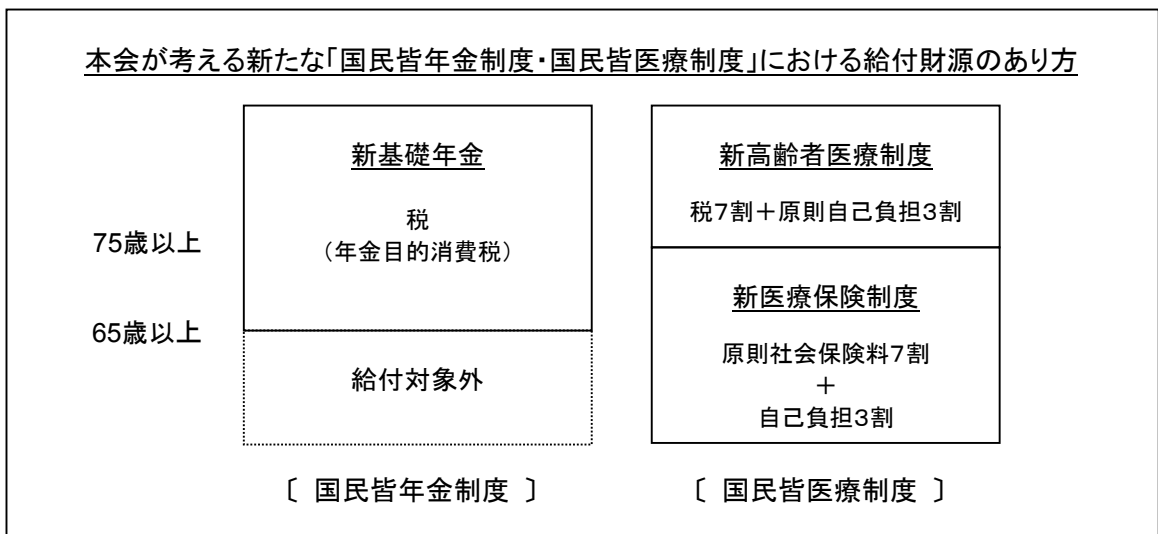 本会が考える新たな「国民皆年金制度・国民皆医療制度」における給付財源のあり方
75歳以上
65歳以上
新基礎年金
税
（年金目的消費税）
給付対象外
〔 国民皆年金制度 〕
新高齢者医療制度
税７割＋原則自己負担３割
新医療保険制度
原則社会保険料７割
＋
自己負担３割
〔 国民皆医療制度 〕